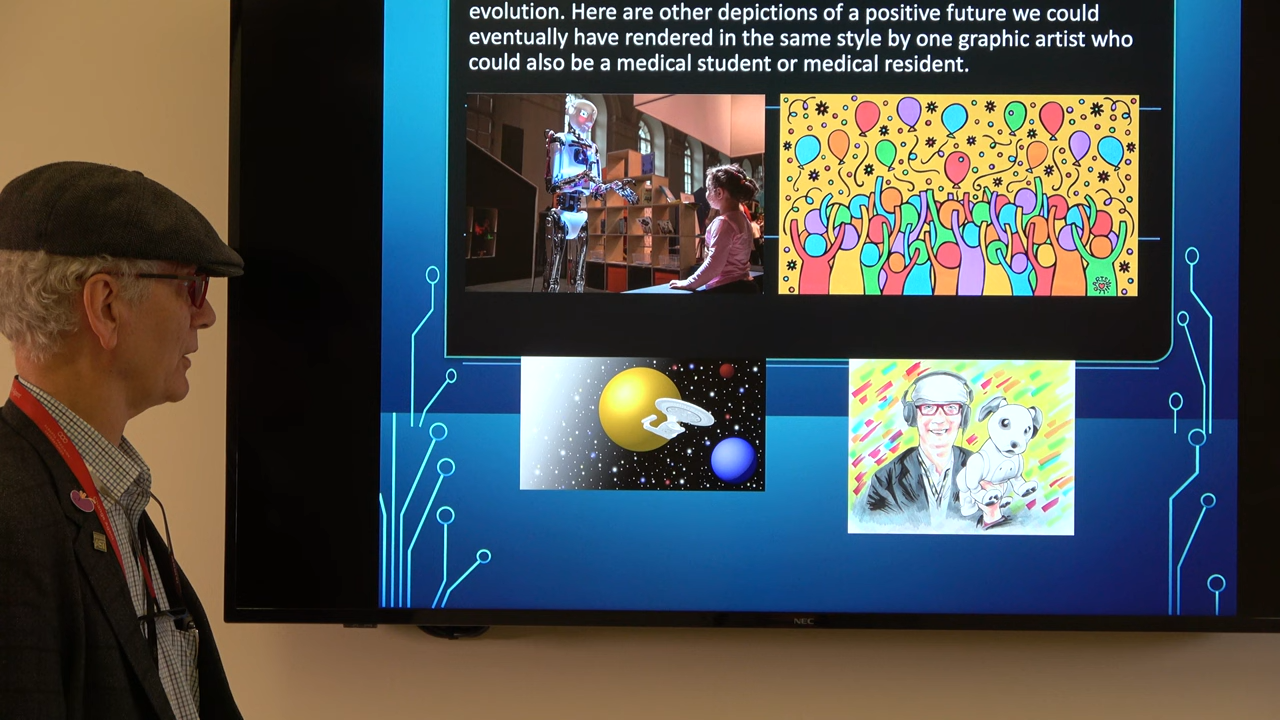 evolution. Here are other depictions of a positive future we could
eventually have rendered in the same style by one graphic artist who
could also be a medical student or medical resident.
NEC